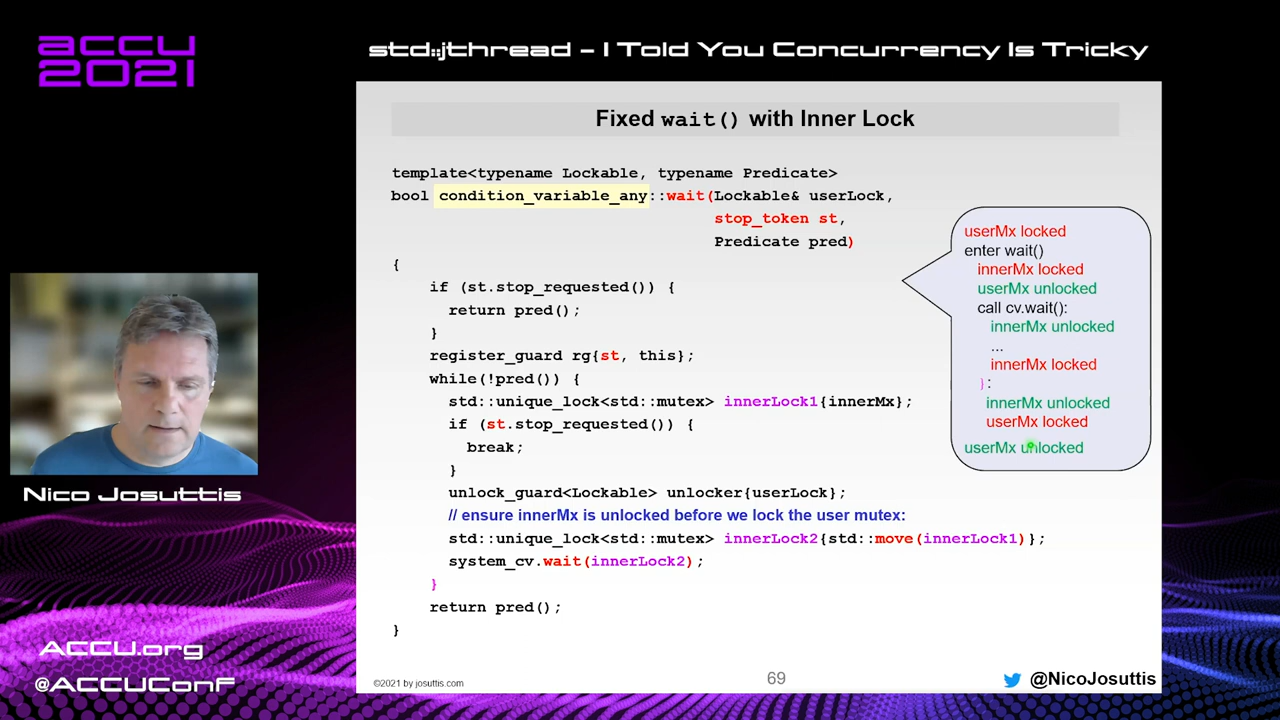 accu
2021
std::jthread – I Told You Concurrency Is Tricky
Fixed wait() with Inner Lock
template<typename Lockable, typename Predicate>
bool condition_variable_any::wait(Lockable& userLock,
stop_token st,
Predicate pred)
{
if (st.stop_requested()) {
return pred();
}
register_guard rg{st, this};
while(!pred()) {
std::unique_lock<std::mutex> innerLock1{innerMx};
if (st.stop_requested()) {
break;
}
unlock_guard<Lockable> unlocker{userLock};
// ensure innerMx is unlocked before we lock the user mutex:
std::unique_lock<std::mutex> innerLock2{std::move(innerLock1)};
system_cv.wait(innerLock2);
}
return pred();
}
userMx locked
enter wait()
innerMx locked
userMx unlocked
call cv.wait():
innerMx unlocked
...
innerMx locked
}:
innerMx unlocked
userMx locked
userMx unlocked
Nico Josuttis
ACCU.org
@ACCUConf
©2021 by josuttis.com
69
@NicoJosuttis